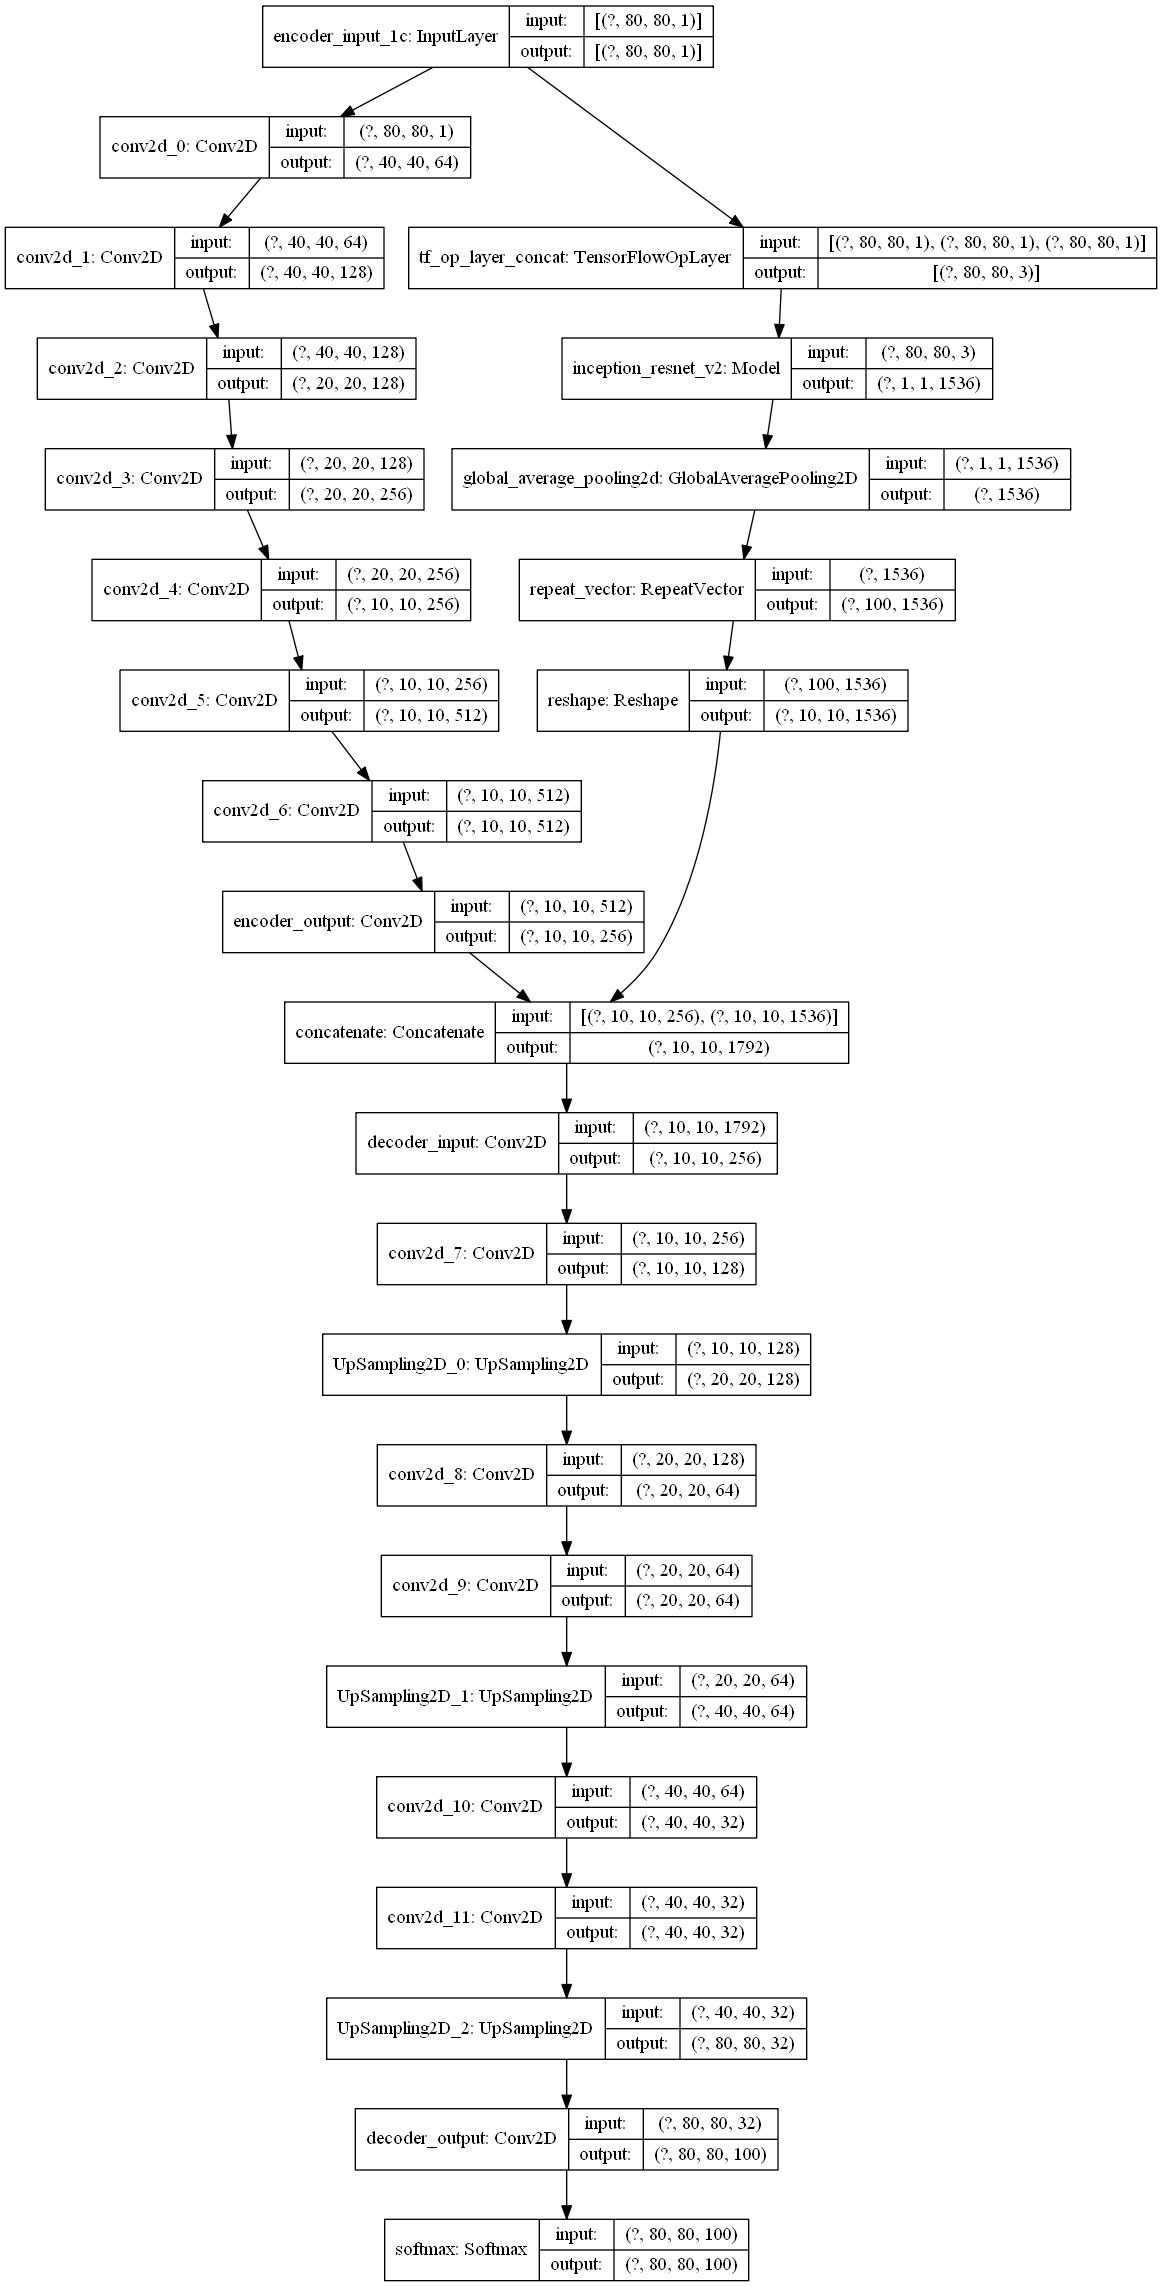 encoder_input_1c: InputLayer
input: [(?, 80, 80, 1)]
output: [(?, 80, 80, 1)]
conv2d_0: Conv2D
input: (?, 80, 80, 1)
output: (?, 40, 40, 64)
conv2d_1: Conv2D
input: (?, 40, 40, 64)
output: (?, 40, 40, 128)
tf_op_layer_concat: TensorFlowOpLayer
input: [(?, 80, 80, 1), (?, 80, 80, 1), (?, 80, 80, 1)]
output: [(?, 80, 80, 3)]
conv2d_2: Conv2D
input: (?, 40, 40, 128)
output: (?, 20, 20, 128)
inception_resnet_v2: Model
input: (?, 80, 80, 3)
output: (?, 1, 1, 1536)
conv2d_3: Conv2D
input: (?, 20, 20, 128)
output: (?, 20, 20, 256)
global_average_pooling2d: GlobalAveragePooling2D
input: (?, 1, 1, 1536)
output: (?, 1536)
conv2d_4: Conv2D
input: (?, 20, 20, 256)
output: (?, 10, 10, 256)
repeat_vector: RepeatVector
input: (?, 1536)
output: (?, 100, 1536)
conv2d_5: Conv2D
input: (?, 10, 10, 256)
output: (?, 10, 10, 512)
reshape: Reshape
input: (?, 100, 1536)
output: (?, 10, 10, 1536)
conv2d_6: Conv2D
input: (?, 10, 10, 512)
output: (?, 10, 10, 512)
encoder_output: Conv2D
input: (?, 10, 10, 512)
output: (?, 10, 10, 256)
concatenate: Concatenate
input: [(?, 10, 10, 256), (?, 10, 10, 1536)]
output: (?, 10, 10, 1792)
decoder_input: Conv2D
input: (?, 10, 10, 1792)
output: (?, 10, 10, 256)
conv2d_7: Conv2D
input: (?, 10, 10, 256)
output: (?, 10, 10, 128)
UpSampling2D_0: UpSampling2D
input: (?, 10, 10, 128)
output: (?, 20, 20, 128)
conv2d_8: Conv2D
input: (?, 20, 20, 128)
output: (?, 20, 20, 64)
conv2d_9: Conv2D
input: (?, 20, 20, 64)
output: (?, 20, 20, 64)
UpSampling2D_1: UpSampling2D
input: (?, 20, 20, 64)
output: (?, 40, 40, 64)
conv2d_10: Conv2D
input: (?, 40, 40, 64)
output: (?, 40, 40, 32)
conv2d_11: Conv2D
input: (?, 40, 40, 32)
output: (?, 40, 40, 32)
UpSampling2D_2: UpSampling2D
input: (?, 40, 40, 32)
output: (?, 80, 80, 32)
decoder_output: Conv2D
input: (?, 80, 80, 32)
output: (?, 80, 80, 100)
softmax: Softmax
input: (?, 80, 80, 100)
output: (?, 80, 80, 100)